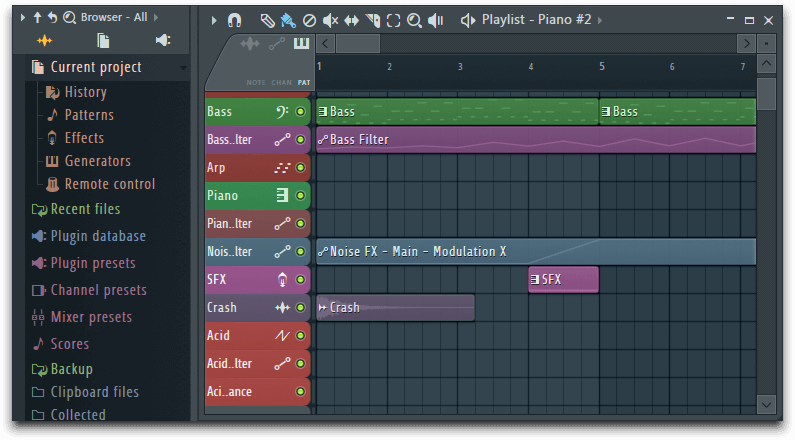 Browser - All
Current project
History
Patterns
Effects
Generators
Remote control
Recent files
Plugin database
Plugin presets
Channel presets
Mixer presets
Scores
Backup
Clipboard files
Collected
Playlist - Piano #2
NOTE CHAN PAT
1 2 3 4 5 6 7
Bass
Bass
Bass
Bass..lter
Bass Filter
Arp
Piano
Pian..lter
Nois..lter
Noise FX - Main - Modulation X
SFX
SFX
Crash
Crash
Acid
Acid..lter
Aci..ance